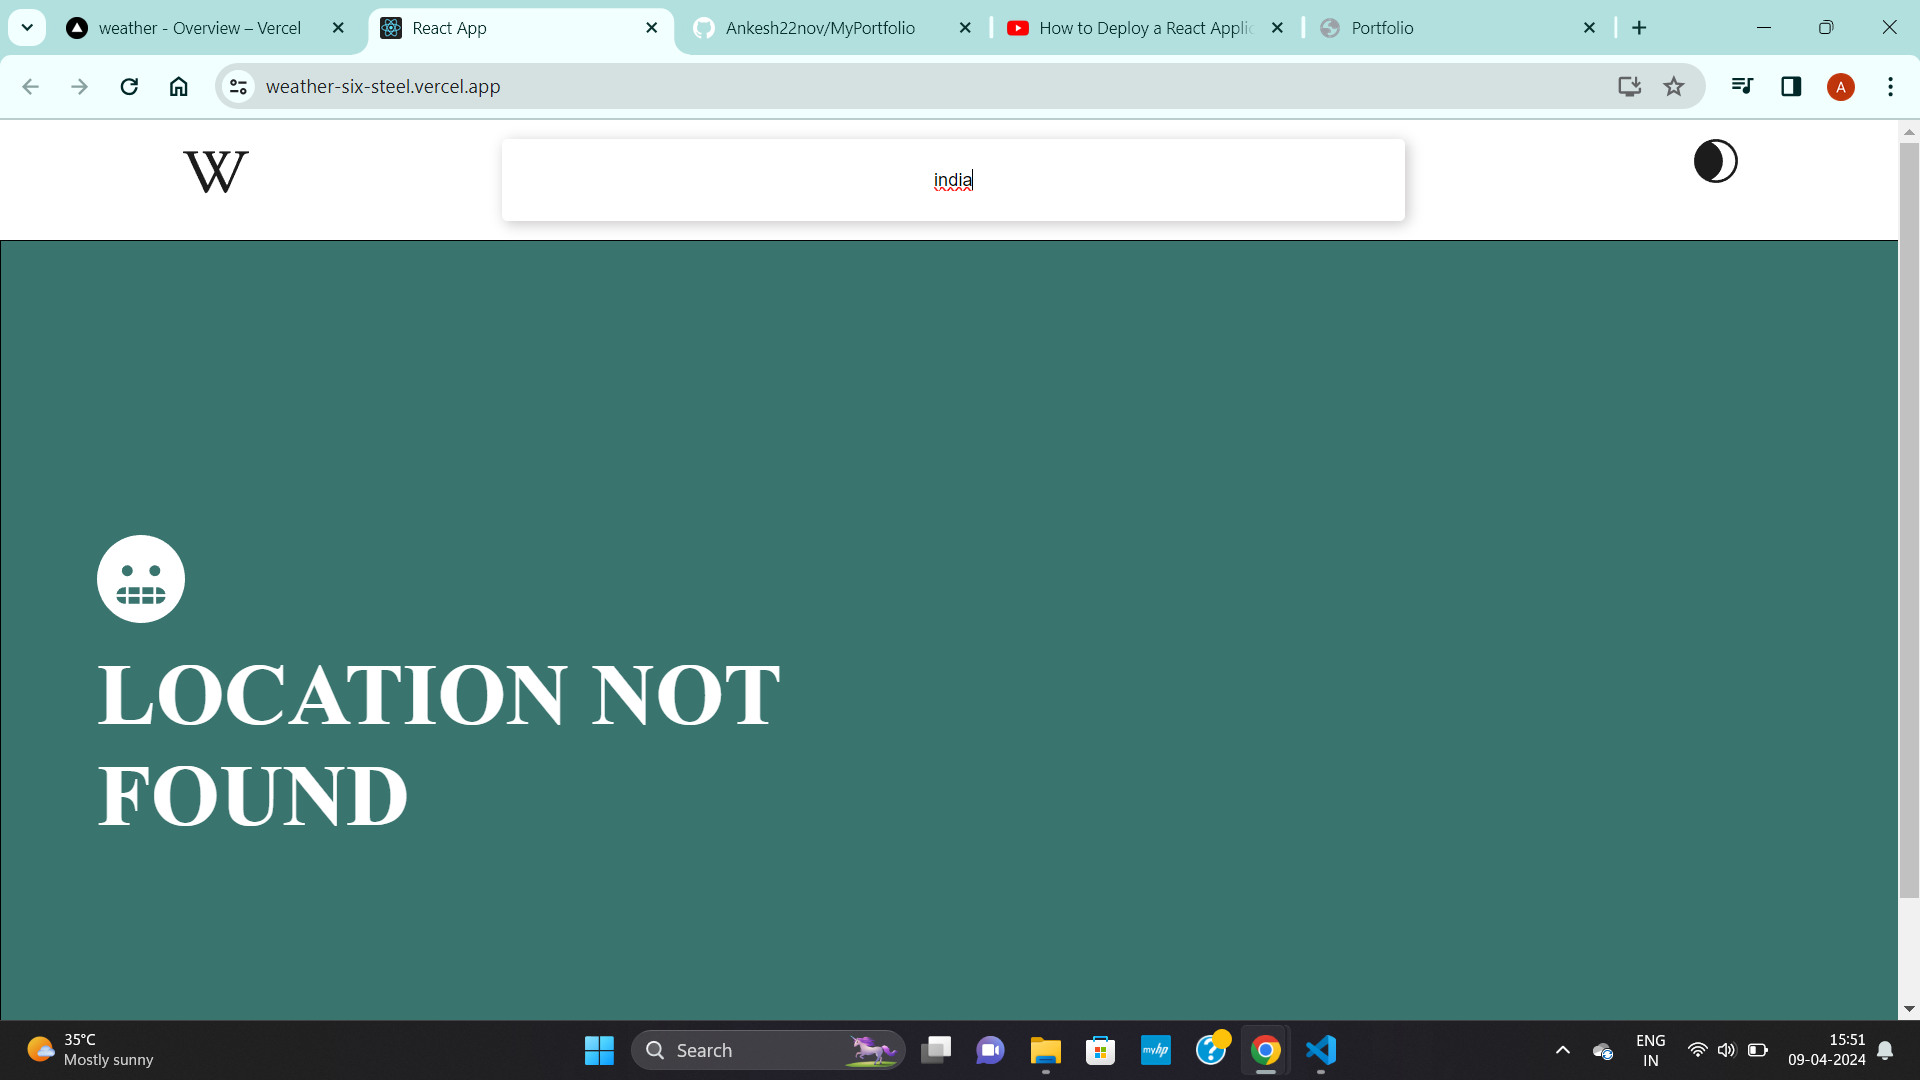 weather - Overview – Vercel
React App
Ankesh22nov/MyPortfolio
How to Deploy a React Applic
Portfolio
weather-six-steel.vercel.app
A
W
india
LOCATION NOT
FOUND
35°C
Mostly sunny
Search
myhp
ENG
IN
15:51
09-04-2024